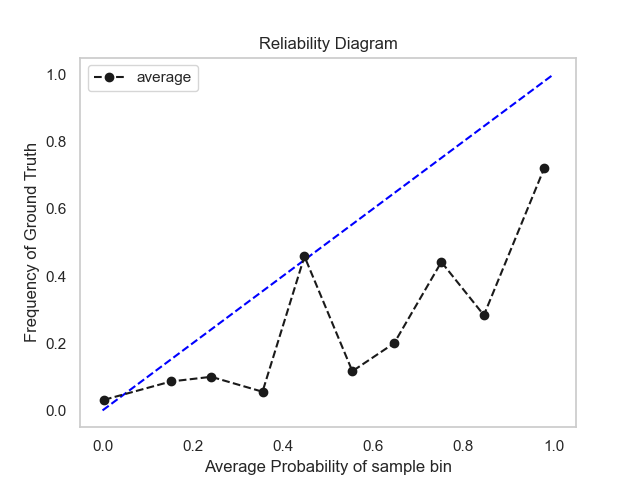 Reliability Diagram
average
1.0
0.8
0.6
0.4
0.2
0.0
Frequency of Ground Truth
0.0 0.2 0.4 0.6 0.8 1.0
Average Probability of sample bin